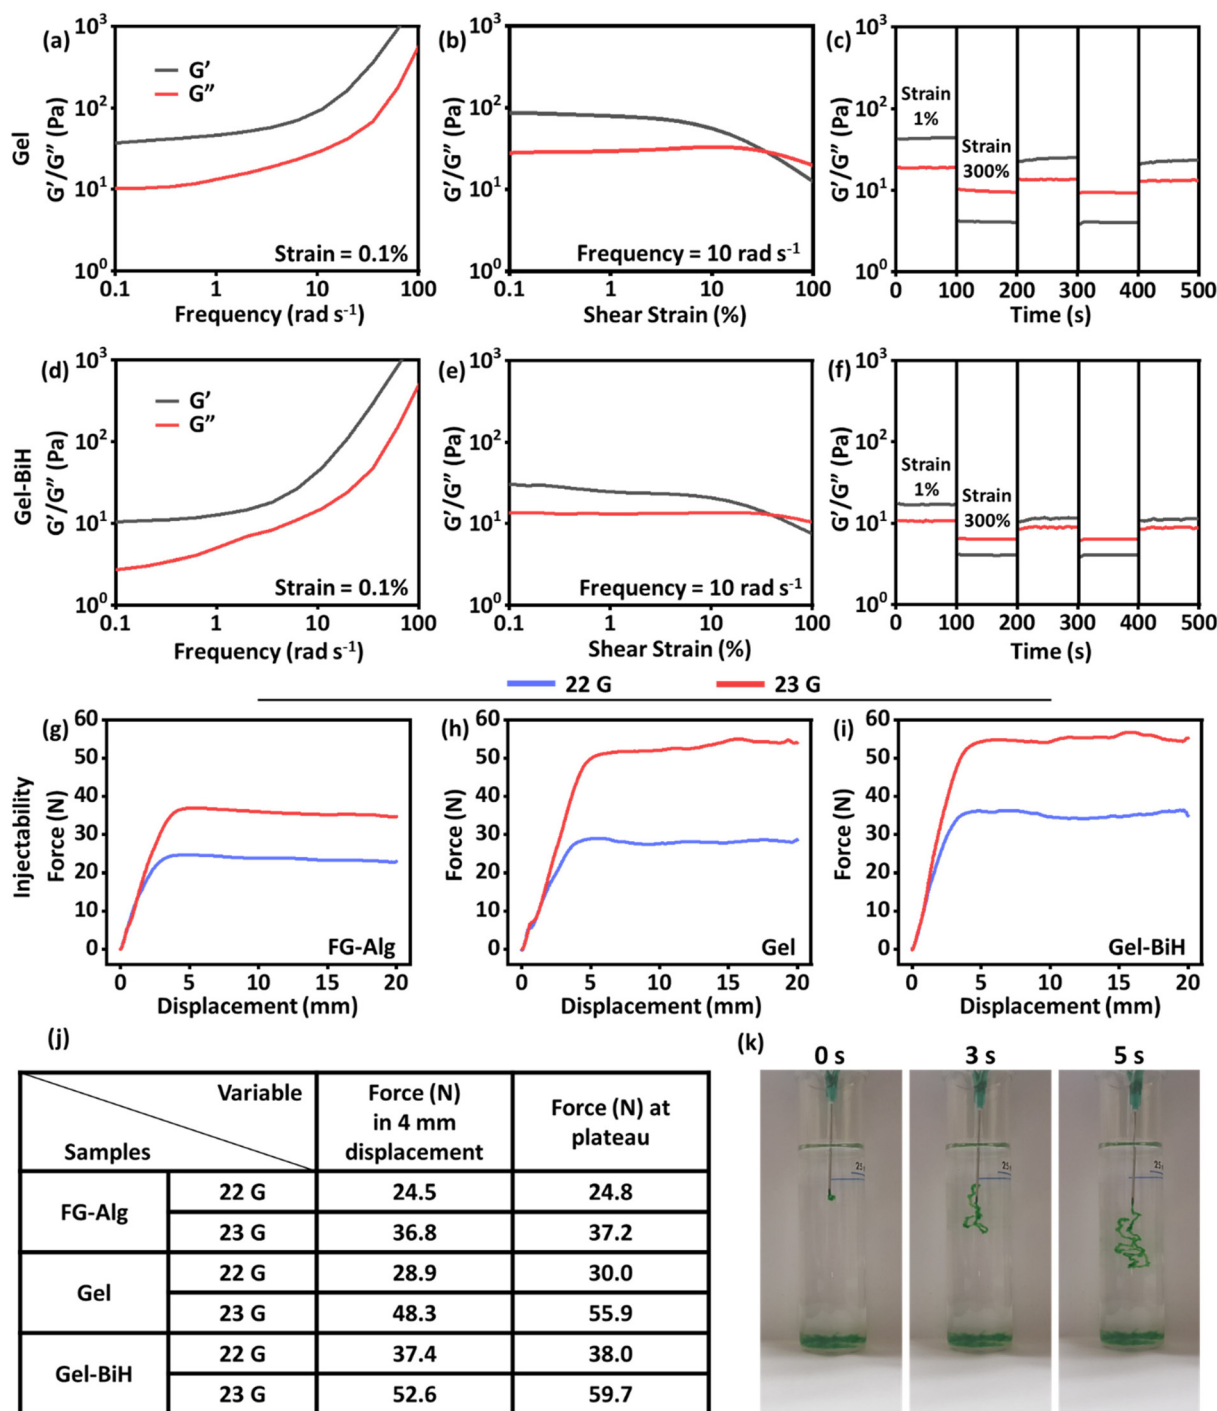 (a)
10³
10²
10¹
10⁰
Gel
G'/G" (Pa)
G'
G"
Strain = 0.1%
0.1
1
10
100
Frequency (rad s⁻¹)
(b)
10³
10²
10¹
10⁰
G'/G" (Pa)
Frequency = 10 rad s⁻¹
0.1
1
10
100
Shear Strain (%)
(c)
10³
10²
10¹
10⁰
G'/G" (Pa)
Strain
1%
Strain
300%
0 100 200 300 400 500
Time (s)
(d)
10³
10²
10¹
10⁰
Gel-BiH
G'/G" (Pa)
G'
G"
Strain = 0.1%
0.1
1
10
100
Frequency (rad s⁻¹)
(e)
10³
10²
10¹
10⁰
G'/G" (Pa)
Frequency = 10 rad s⁻¹
0.1
1
10
100
Shear Strain (%)
(f)
10³
10²
10¹
10⁰
G'/G" (Pa)
Strain
1%
Strain
300%
0 100 200 300 400 500
Time (s)
22 G
23 G
(g)
60
50
40
30
20
10
0
Injectability
Force (N)
FG-Alg
0 5 10 15 20
Displacement (mm)
(h)
60
50
40
30
20
10
0
Force (N)
Gel
0 5 10 15 20
Displacement (mm)
(i)
60
50
40
30
20
10
0
Force (N)
Gel-BiH
0 5 10 15 20
Displacement (mm)
(j)
Variable
Samples
Force (N)
in 4 mm
displacement
Force (N) at
plateau
FG-Alg
22 G 24.5 24.8
23 G 36.8 37.2
Gel
22 G 28.9 30.0
23 G 48.3 55.9
Gel-BiH
22 G 37.4 38.0
23 G 52.6 59.7
(k)
0 s
3 s
5 s